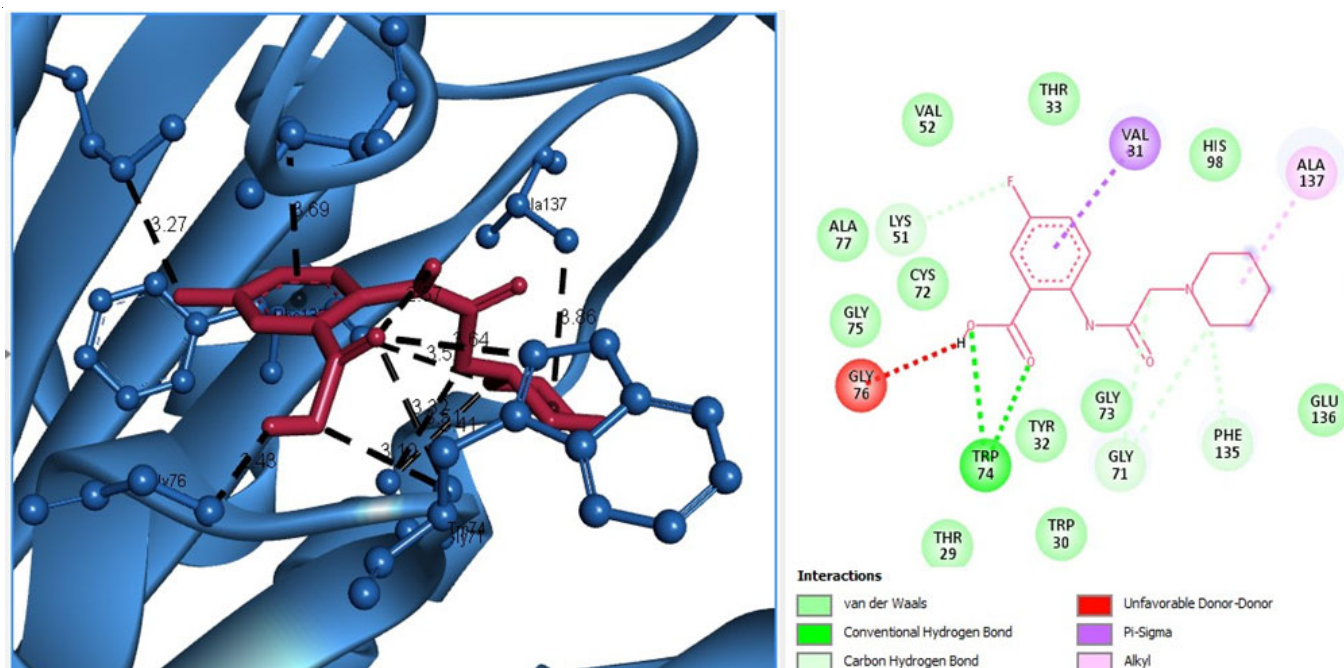 3.27
3.69
la137
3.86
3.64
3.19
ly76
Gly71
THR
33
VAL
52
VAL
31
HIS
98
ALA
137
F
LYS
51
ALA
77
CYS
72
GLY
75
N
O
N
H
O
O
GLY
76
GLY
73
GLU
136
TYR
32
PHE
135
TRP
74
GLY
71
THR
29
TRP
30
Interactions
van der Waals
Unfavorable Donor-Donor
Conventional Hydrogen Bond
Pi-Sigma
Carbon Hydrogen Bond
Alkyl